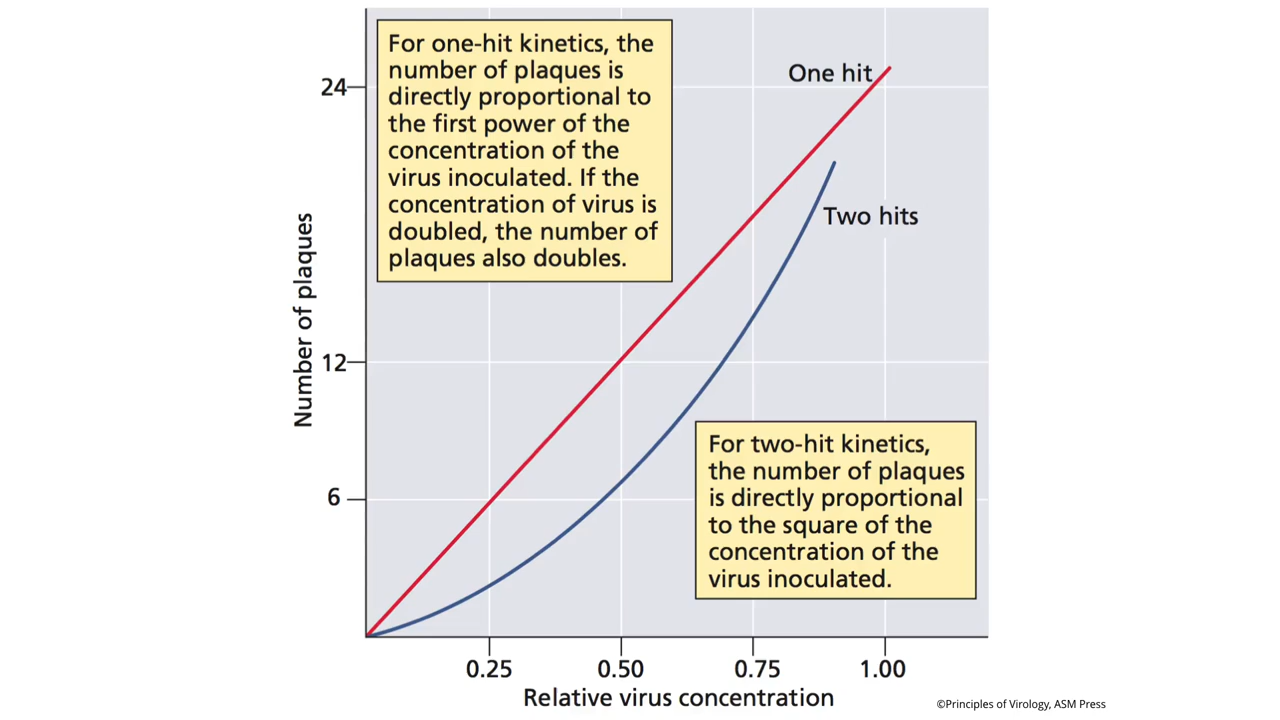 For one-hit kinetics, the
number of plaques is
directly proportional to
the first power of the
concentration of the
virus inoculated. If the
concentration of virus is
doubled, the number of
plaques also doubles.
One hit
Two hits
24
12
6
Number of plaques
For two-hit kinetics,
the number of plaques
is directly proportional
to the square of the
concentration of the
virus inoculated.
0.25 0.50 0.75 1.00
Relative virus concentration
©Principles of Virology, ASM Press